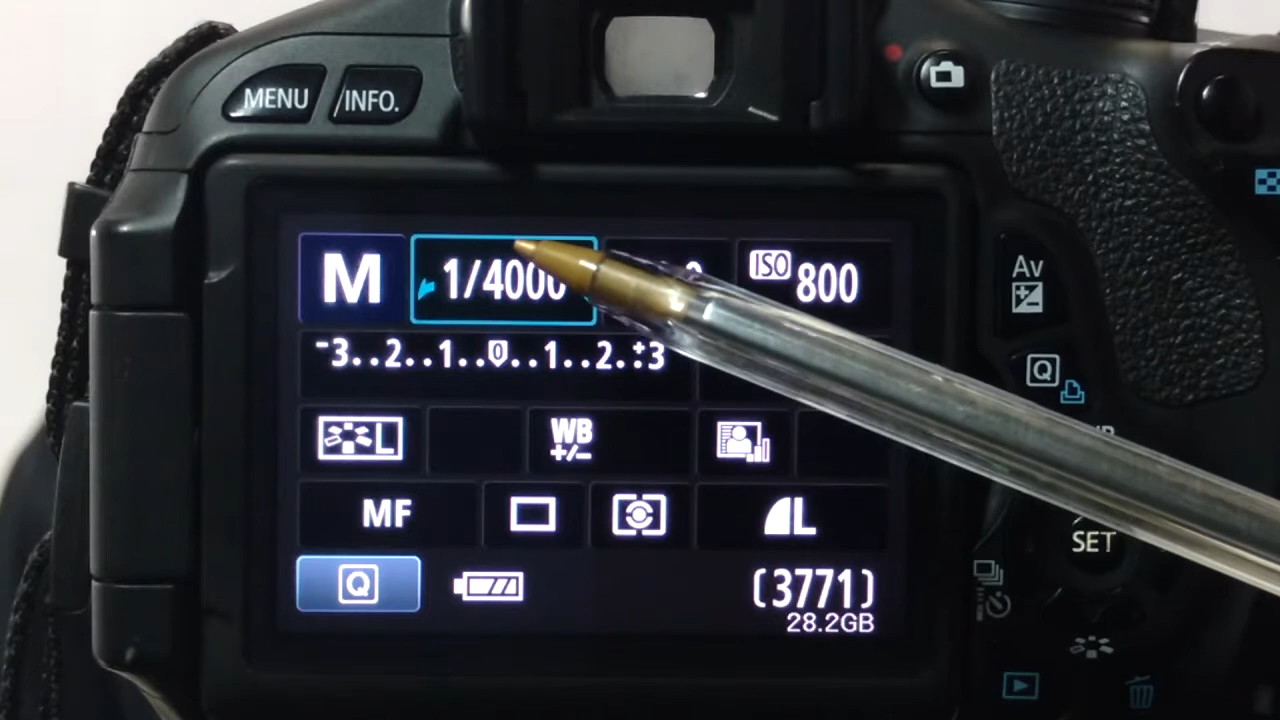 MENU INFO.
M 1/4000 ISO 800
-3..2..1..0..1..2.:+3
L WB +/-
MF L
Q (3771)
28.2GB
Av
Q
SET